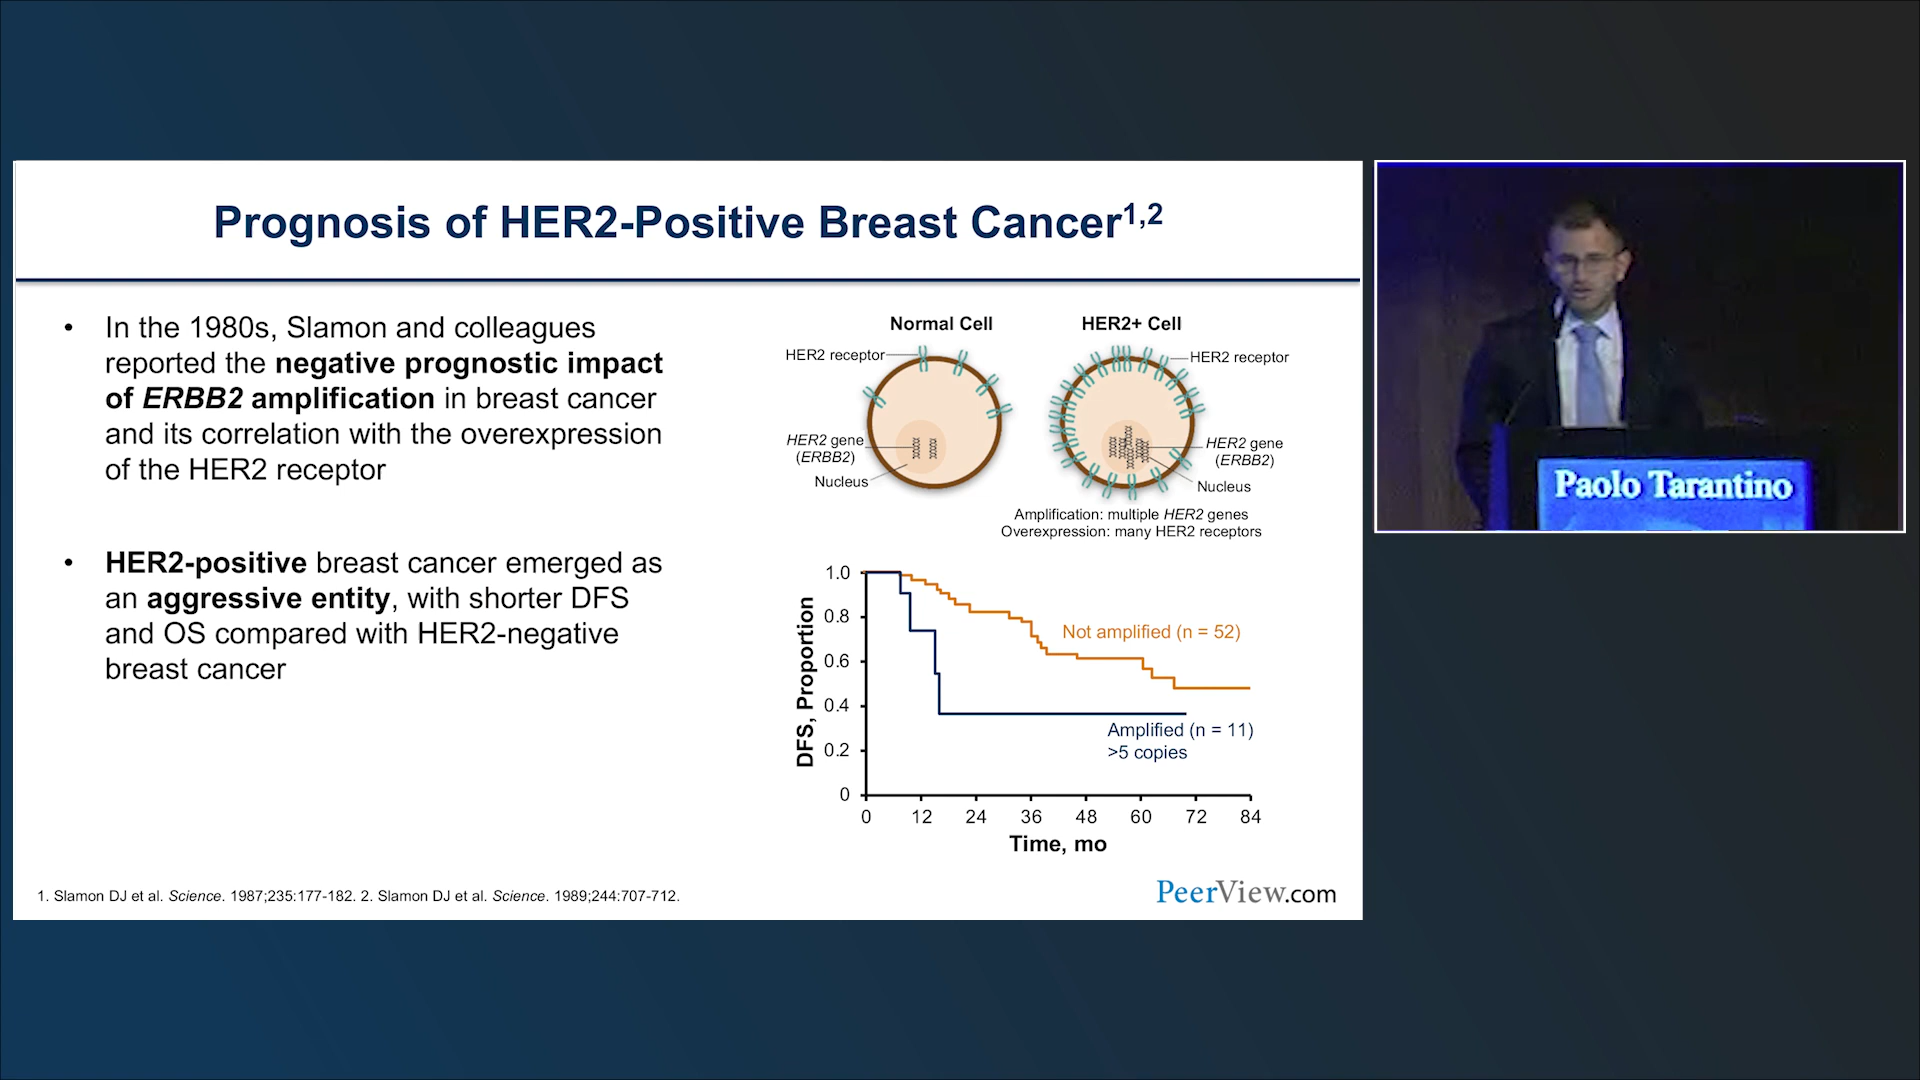 Prognosis of HER2-Positive Breast Cancer1,2
• In the 1980s, Slamon and colleagues
reported the negative prognostic impact
of ERBB2 amplification in breast cancer
and its correlation with the overexpression
of the HER2 receptor
• HER2-positive breast cancer emerged as
an aggressive entity, with shorter DFS
and OS compared with HER2-negative
breast cancer
Normal Cell
HER2+ Cell
HER2 receptor
HER2 receptor
HER2 gene
(ERBB2)
Nucleus
HER2 gene
(ERBB2)
Nucleus
Amplification: multiple HER2 genes
Overexpression: many HER2 receptors
DFS, Proportion
1.0
0.8
0.6
0.4
0.2
0
Not amplified (n = 52)
Amplified (n = 11)
>5 copies
0 12 24 36 48 60 72 84
Time, mo
1. Slamon DJ et al. Science. 1987;235:177-182. 2. Slamon DJ et al. Science. 1989;244:707-712.
PeerView.com
Paolo Tarantino